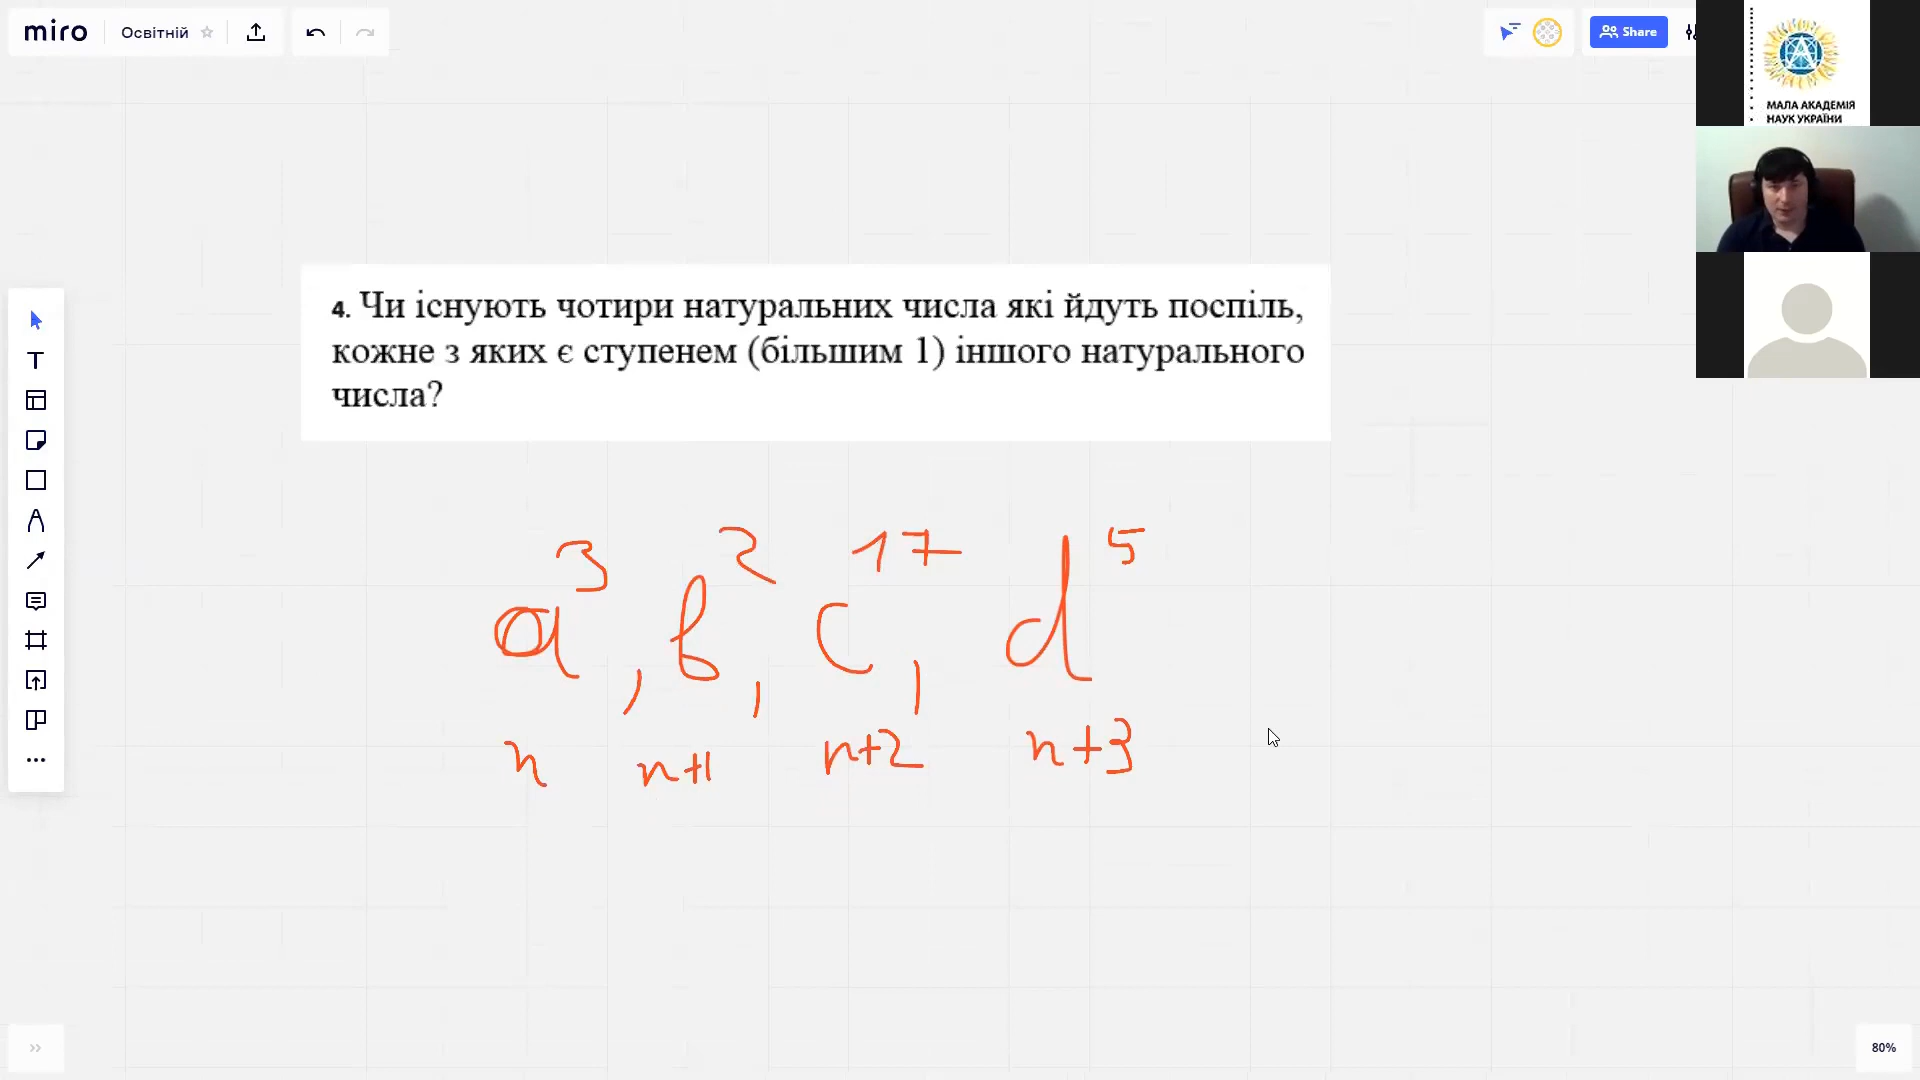 miro
Освітній
Share
МАЛА АКАДЕМІЯ
НАУК УКРАЇНИ
4. Чи існують чотири натуральних числа які йдуть поспіль,
кожне з яких є ступенем (більшим 1) іншого натурального
числа?
a³, b², c¹⁷, d⁵
n n+1 n+2 n+3
80%